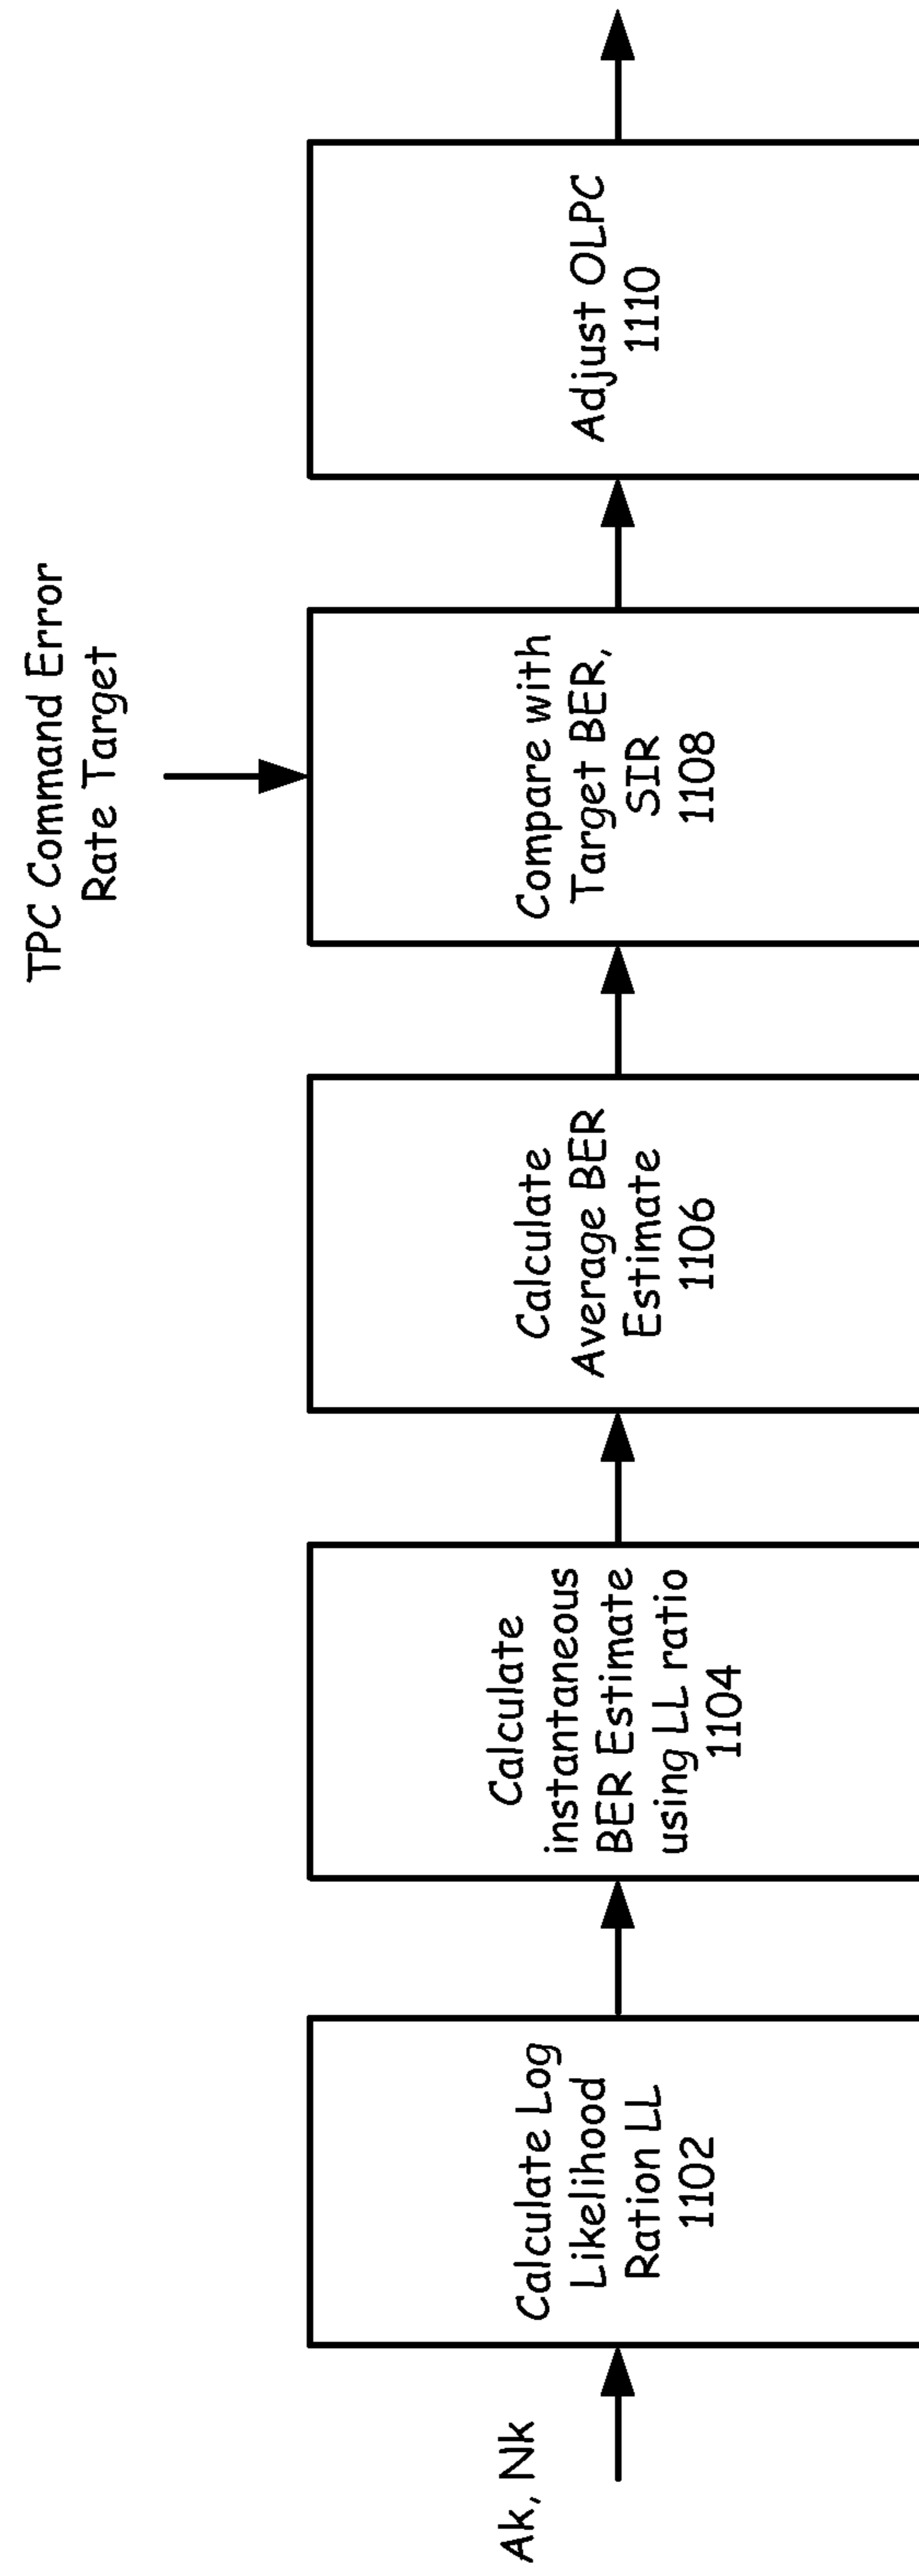 TPC Command Error
Rate Target
Ak, Nk
Calculate Log
Likelihood
Ration LL
1102
Calculate
instantaneous
BER Estimate
using LL ratio
1104
Calculate
Average BER
Estimate
1106
Compare with
Target BER,
SIR
1108
Adjust OLPC
1110